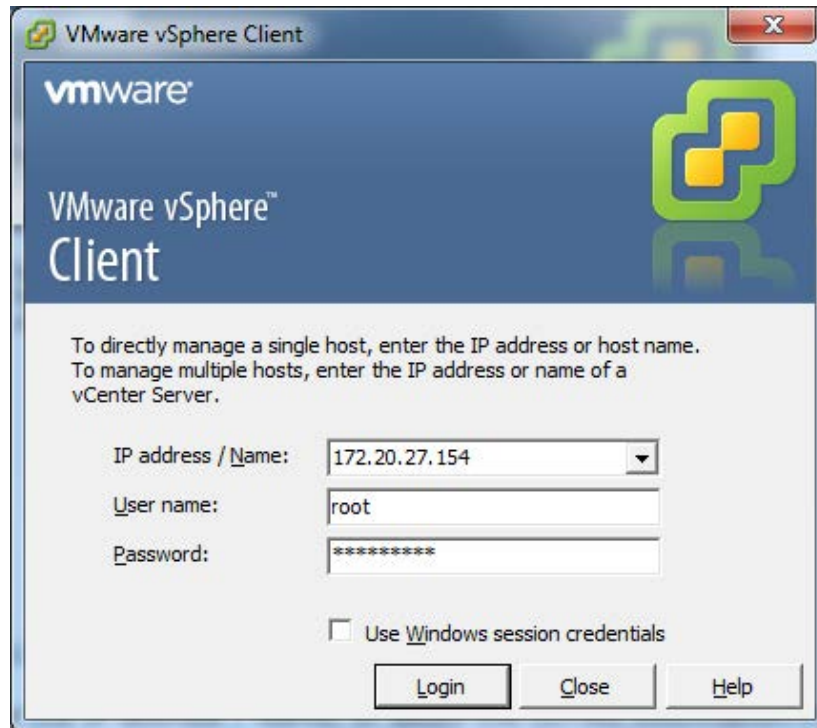 VMware vSphere Client
vmware
VMware vSphere™
Client
To directly manage a single host, enter the IP address or host name.
To manage multiple hosts, enter the IP address or name of a
vCenter Server.
IP address / Name: 172.20.27.154
User name: root
Password: *********
Use Windows session credentials
Login Close Help